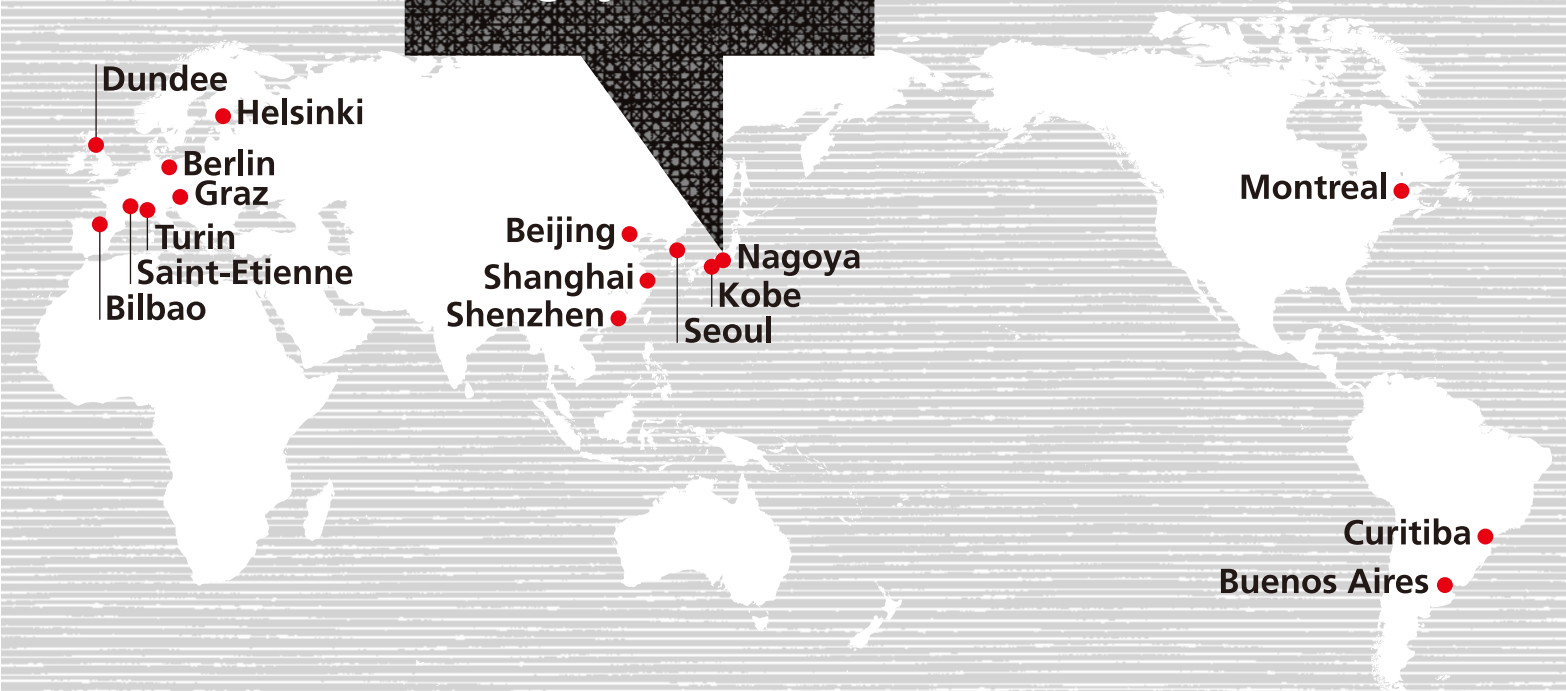 Dundee
Helsinki
Berlin
Graz
Turin
Saint-Etienne
Bilbao
Beijing
Shanghai
Shenzhen
Nagoya
Kobe
Seoul
Montreal
Curitiba
Buenos Aires